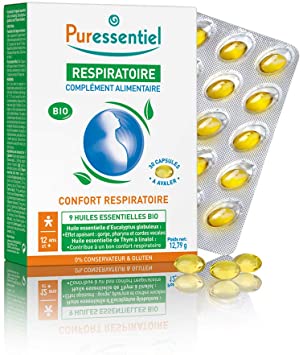 Puressentiel
RESPIRATOIRE
COMPLÉMENT ALIMENTAIRE
BIO
30 CAPSULES
À AVALER
CONFORT RESPIRATOIRE
9 HUILES ESSENTIELLES BIO
12 ans
et +
Huile essentielle d'Eucalyptus globuleux :
•Effet apaisant : gorge, pharynx et cordes vocales
Huile essentielle de Thym à linalol :
•Contribue à un bon confort respiratoire
Poids net:
12,79 g
0% CONSERVATEUR & GLUTEN